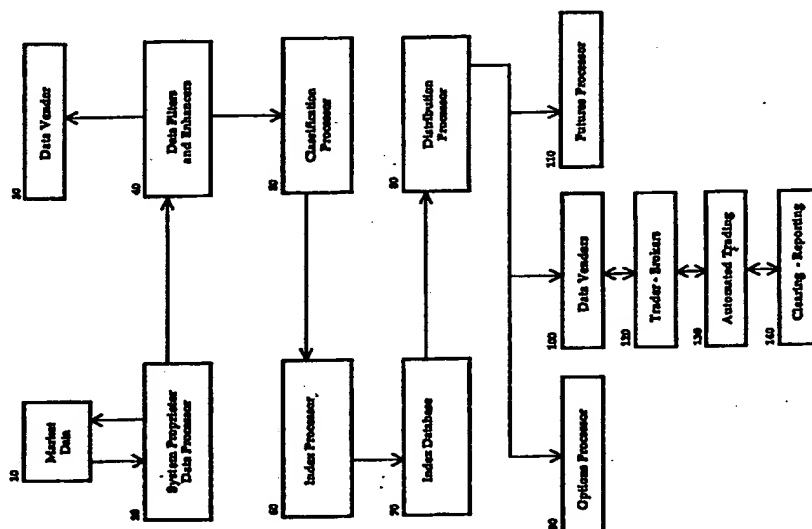 10
Market
Data
20
System Proprietor
Data Processor
30
Data Vendor
40
Data Filters
and Enhancers
50
Classification
Processor
60
Index Processor
70
Index Database
80
Distribution
Processor
90
Options Processor
100
Data Vendors
110
Futures Processor
120
Trader - Brokers
130
Automated Trading
140
Clearing - Reporting